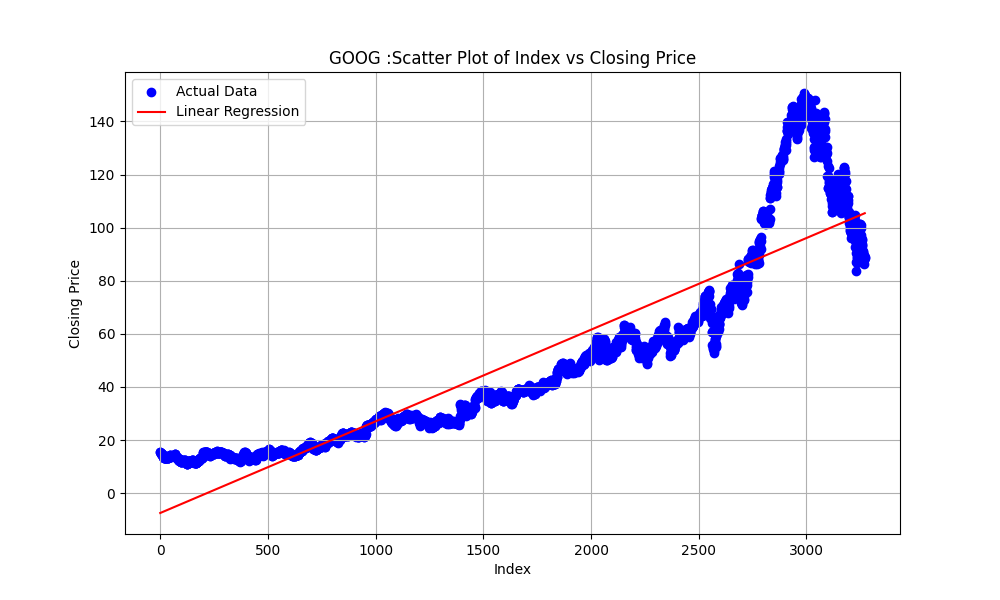 GOOG :Scatter Plot of Index vs Closing Price
Actual Data
Linear Regression
Closing Price
140
120
100
80
60
40
20
0
0 500 1000 1500 2000 2500 3000
Index